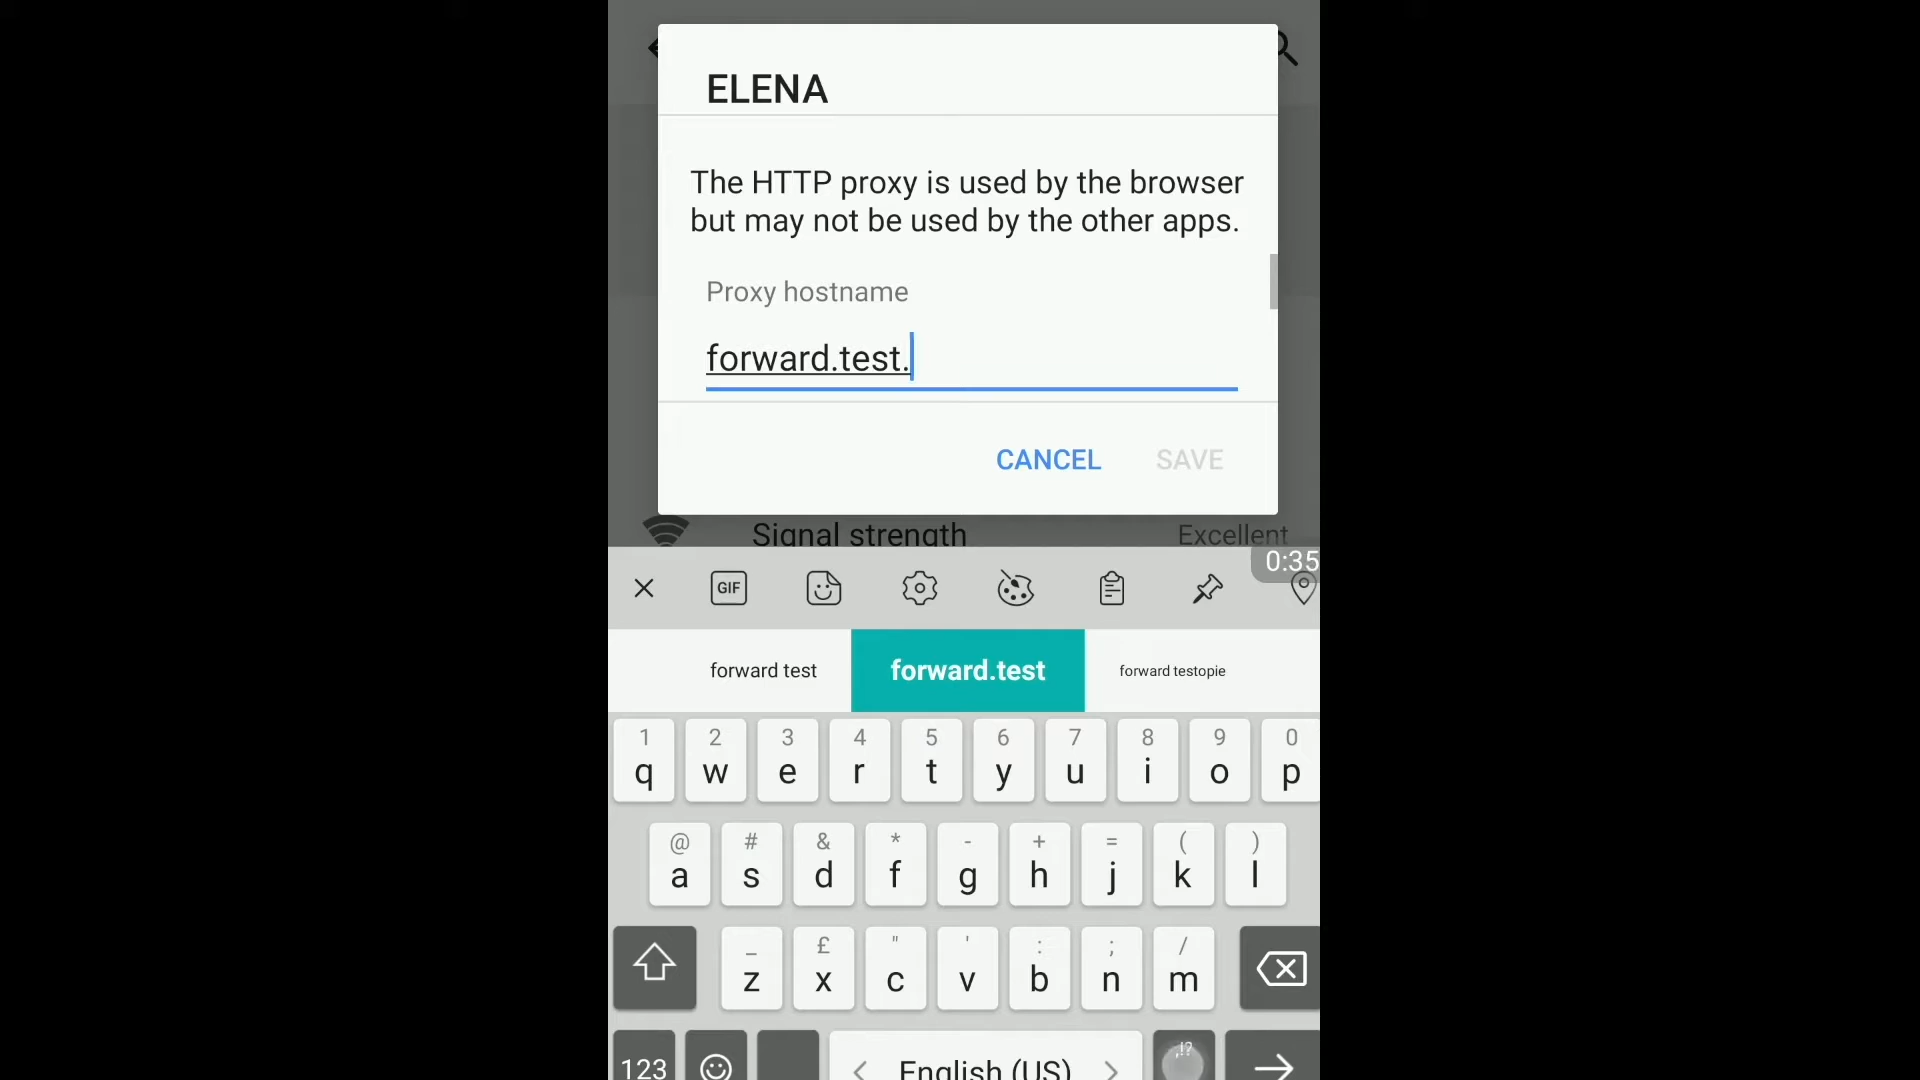 ELENA
The HTTP proxy is used by the browser
but may not be used by the other apps.
Proxy hostname
forward.test.
CANCEL SAVE
Signal strength Excellent
0:35
GIF
forward test forward.test forward testopie
1 2 3 4 5 6 7 8 9 0
q w e r t y u i o p
@ # & * - + = ( )
a s d f g h j k l
_ £ " ' : ; /
z x c v b n m
,!?
123 < English (US) >